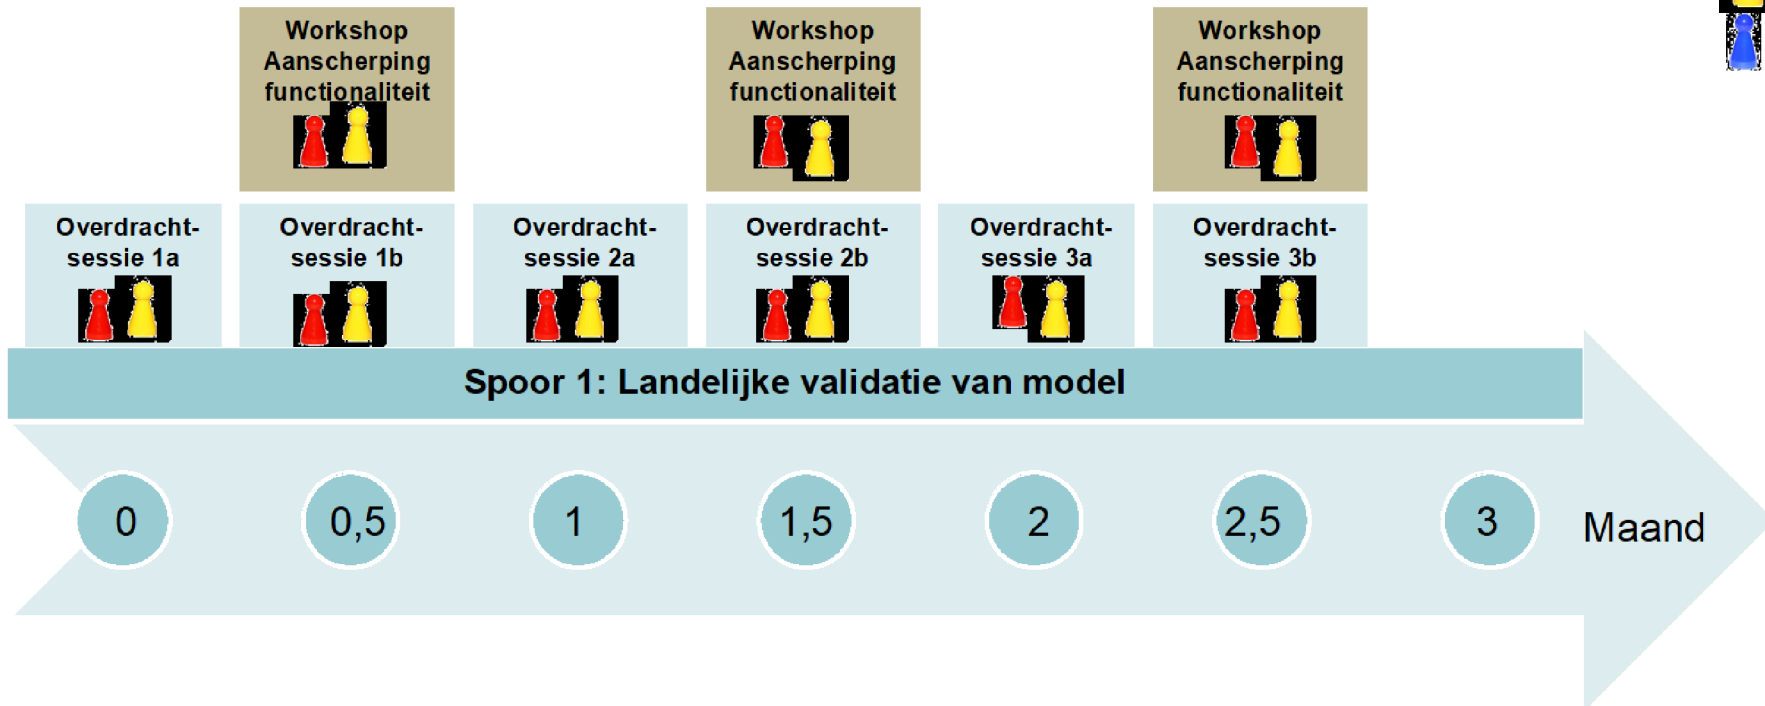 Workshop
Aanscherping
functionaliteit
Workshop
Aanscherping
functionaliteit
Workshop
Aanscherping
functionaliteit
Overdracht-
sessie 1a
Overdracht-
sessie 1b
Overdracht-
sessie 2a
Overdracht-
sessie 2b
Overdracht-
sessie 3a
Overdracht-
sessie 3b
Spoor 1: Landelijke validatie van model
0
0,5
1
1,5
2
2,5
3
Maand